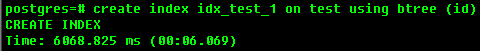 postgres=# create index idx_test_1 on test using btree (id)
CREATE INDEX
Time: 6068.825 ms (00:06.069)